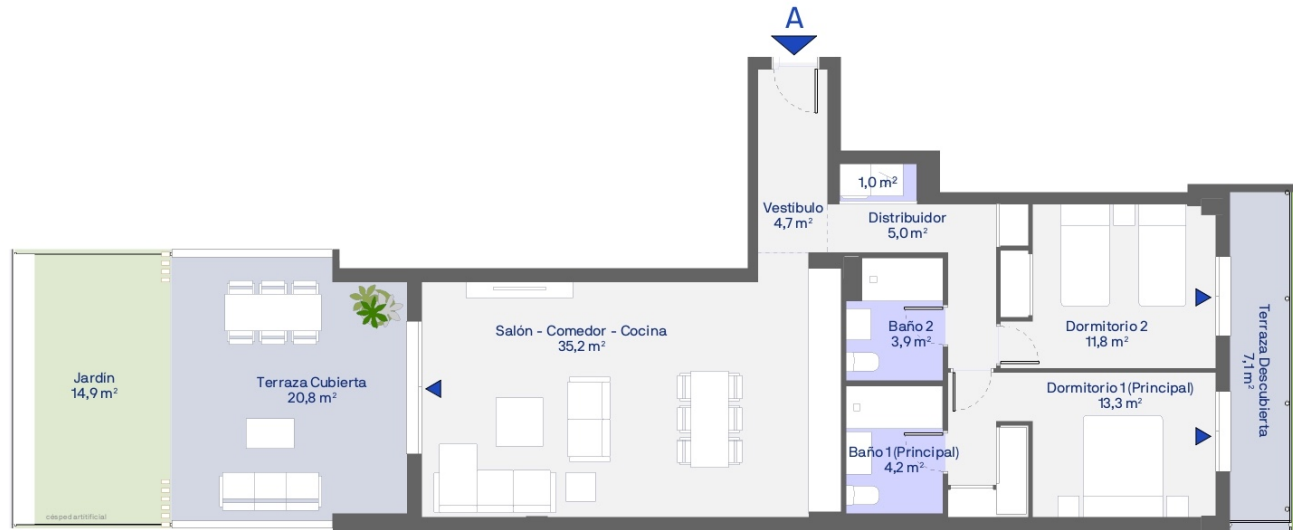 A
1,0 m²
Vestíbulo
4,7 m²
Distribuidor
5,0 m²
Salón - Comedor - Cocina
35,2 m²
Baño 2
3,9 m²
Dormitorio 2
11,8 m²
Terraza Descubierta
7,1 m²
Jardín
14,9 m²
Terraza Cubierta
20,8 m²
Dormitorio 1 (Principal)
13,3 m²
Baño 1 (Principal)
4,2 m²
césped artificial